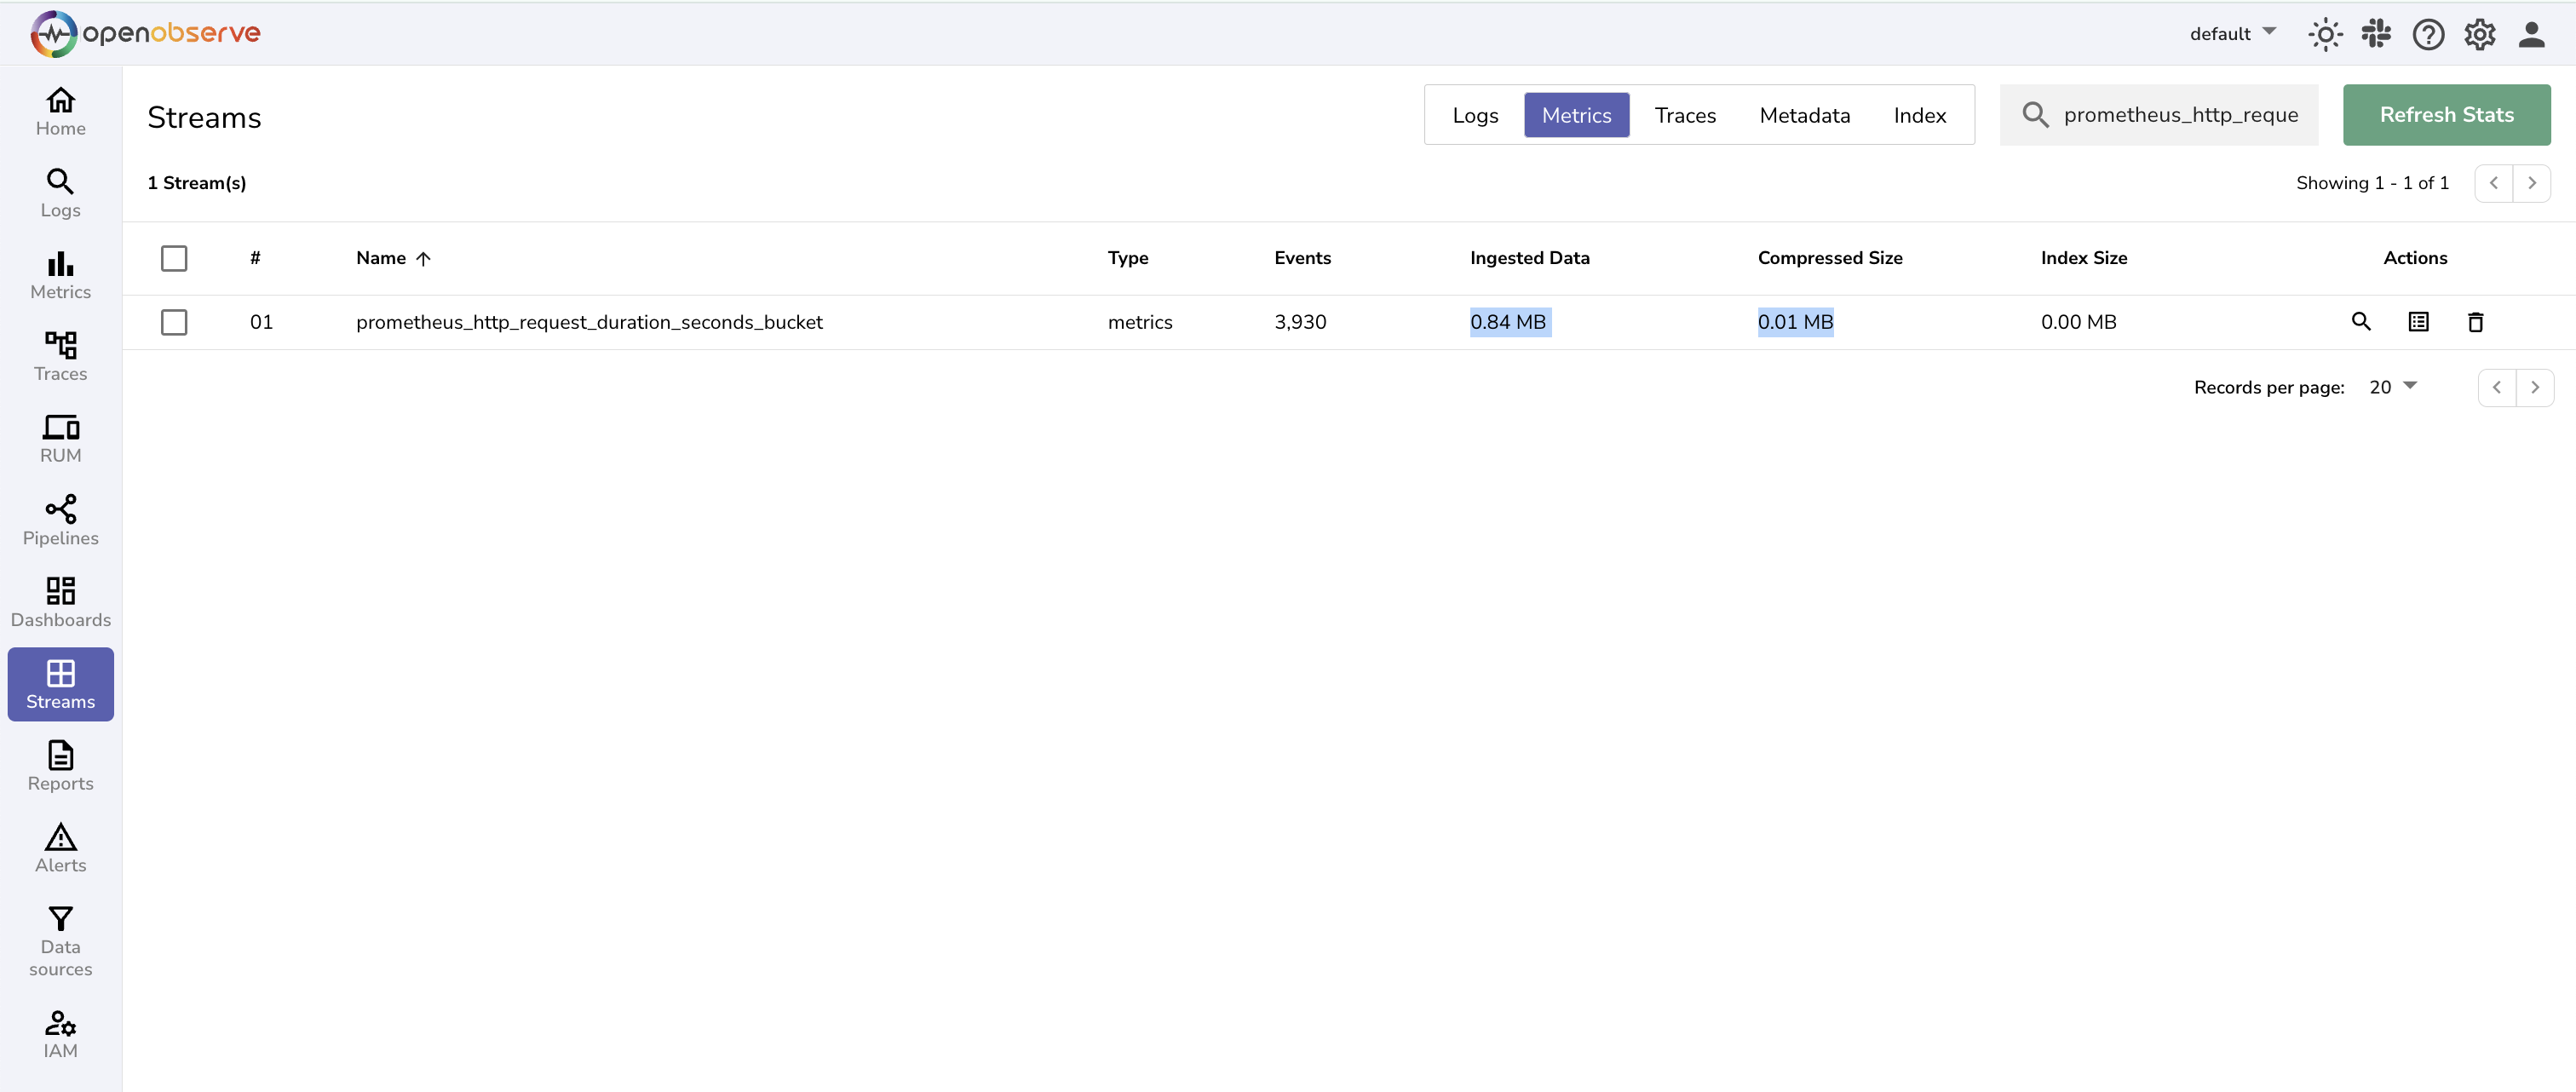 openobserve
default
Home
Logs
Metrics
Traces
RUM
Pipelines
Dashboards
Streams
Reports
Alerts
Data
sources
IAM
Streams
Logs Metrics Traces Metadata Index
prometheus_http_reque
Refresh Stats
1 Stream(s)
Showing 1 - 1 of 1
# Name Type Events Ingested Data Compressed Size Index Size Actions
01 prometheus_http_request_duration_seconds_bucket metrics 3,930 0.84 MB 0.01 MB 0.00 MB
Records per page: 20